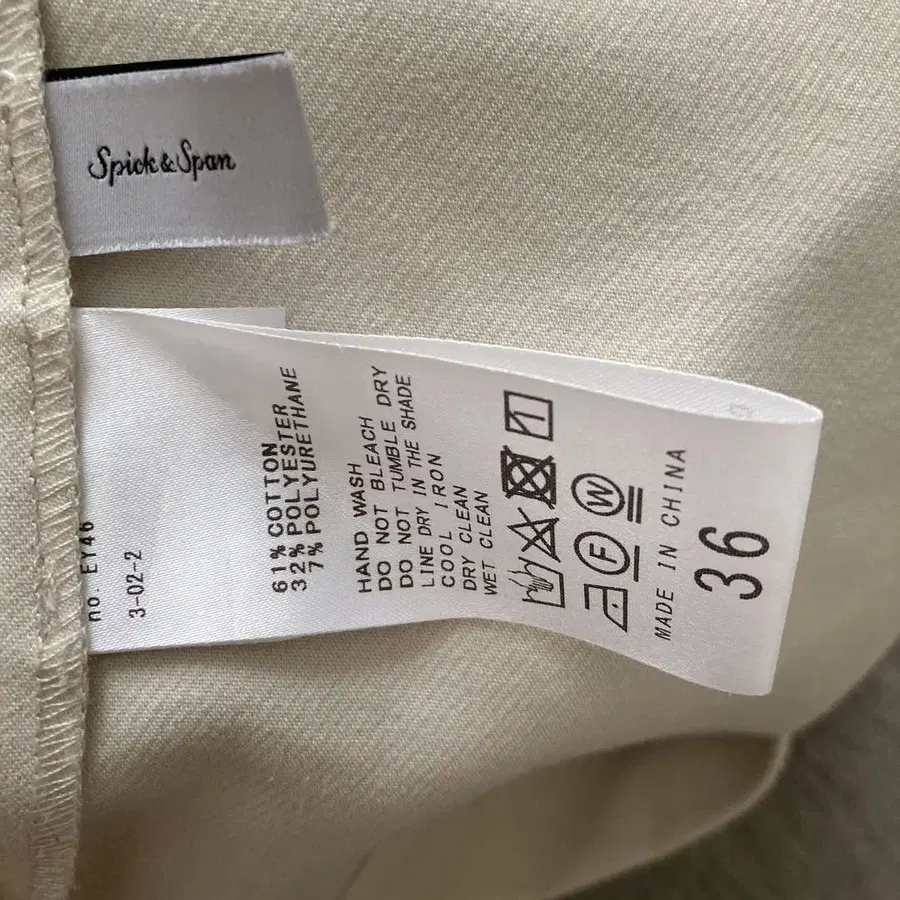 Spick & Span
no. EY46
3-02-2
61% COTTON
32% POLYESTER
7% POLYURETHANE
HAND WASH
DO NOT BLEACH
DO NOT TUMBLE DRY
LINE DRY IN THE SHADE
COOL IRON
DRY CLEAN
WET CLEAN
F W
MADE IN CHINA
36